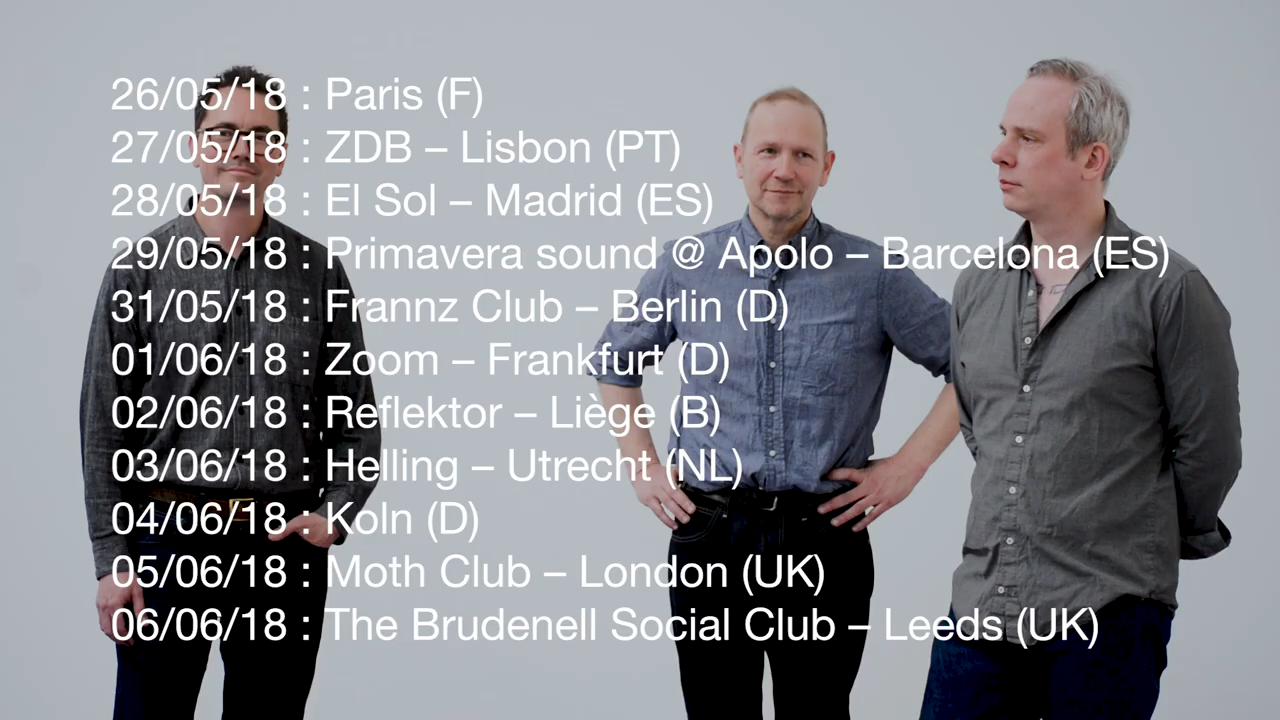 26/05/18 : Paris (F)
27/05/18 : ZDB – Lisbon (PT)
28/05/18 : El Sol – Madrid (ES)
29/05/18 : Primavera sound @ Apolo – Barcelona (ES)
31/05/18 : Frannz Club – Berlin (D)
01/06/18 : Zoom – Frankfurt (D)
02/06/18 : Reflektor – Liège (B)
03/06/18 : Helling – Utrecht (NL)
04/06/18 : Koln (D)
05/06/18 : Moth Club – London (UK)
06/06/18 : The Brudenell Social Club – Leeds (UK)